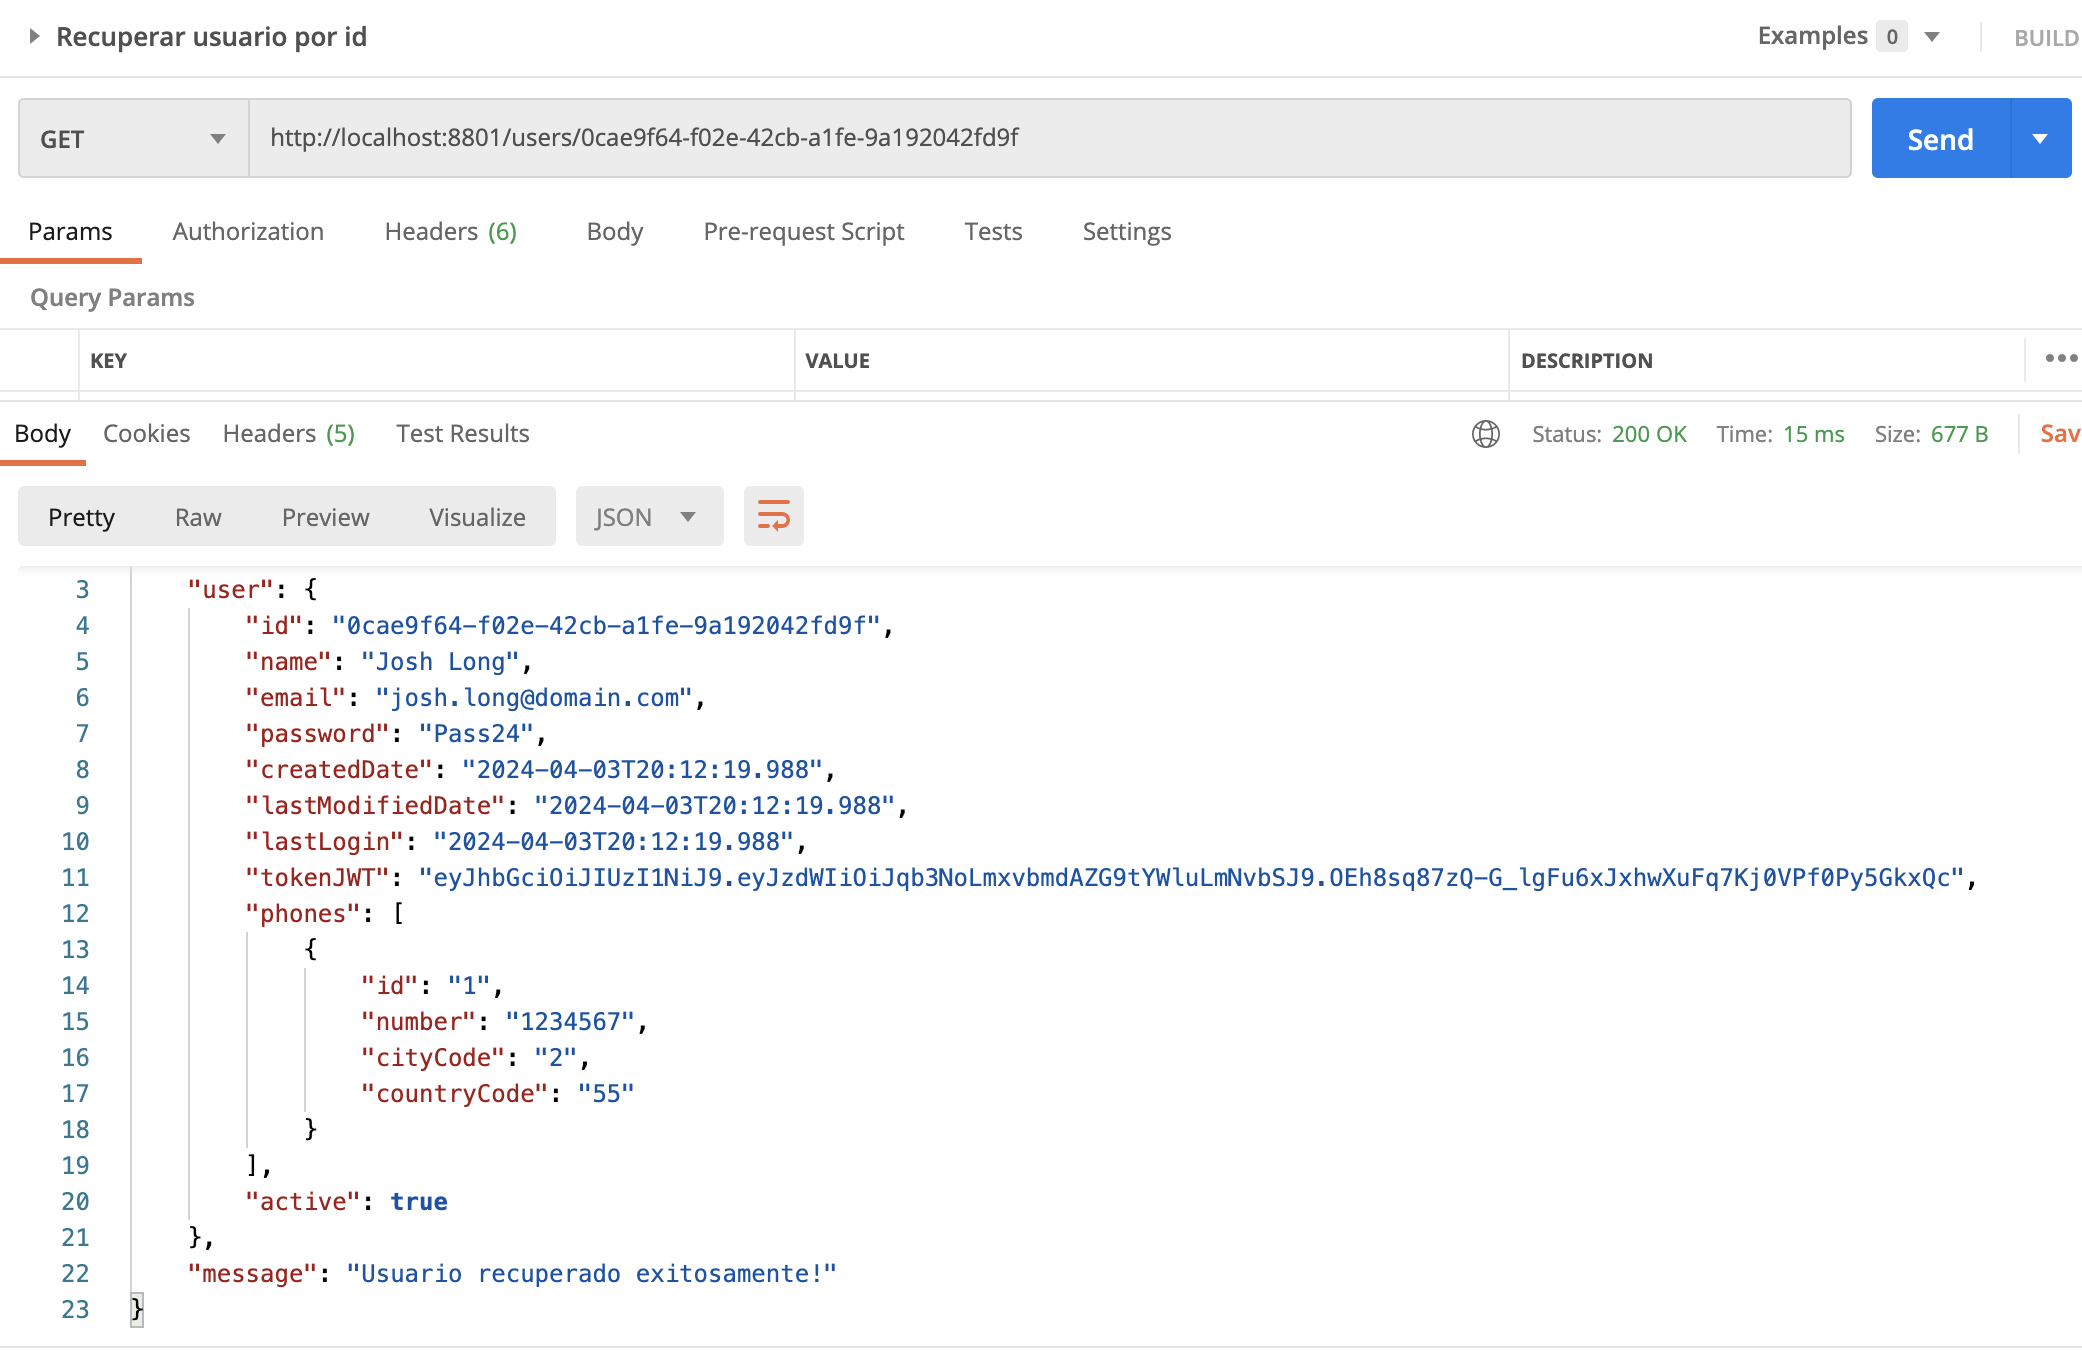 Recuperar usuario por id
Examples 0
BUILD
GET
http://localhost:8801/users/0cae9f64-f02e-42cb-a1fe-9a192042fd9f
Send
Params Authorization Headers (6) Body Pre-request Script Tests Settings
Query Params
KEY VALUE DESCRIPTION •••
Body Cookies Headers (5) Test Results Status: 200 OK Time: 15 ms Size: 677 B Sav
Pretty Raw Preview Visualize JSON
3 "user": {
4 "id": "0cae9f64-f02e-42cb-a1fe-9a192042fd9f",
5 "name": "Josh Long",
6 "email": "josh.long@domain.com",
7 "password": "Pass24",
8 "createdDate": "2024-04-03T20:12:19.988",
9 "lastModifiedDate": "2024-04-03T20:12:19.988",
10 "lastLogin": "2024-04-03T20:12:19.988",
11 "tokenJWT": "eyJhbGciOiJIUzI1NiJ9.eyJzdWIiOiJqb3NoLmxvbmdAZG9tYWluLmNvbSJ9.OEh8sq87zQ-G_lgFu6xJxhwXuFq7Kj0VPf0Py5GkxQc",
12 "phones": [
13 {
14 "id": "1",
15 "number": "1234567",
16 "cityCode": "2",
17 "countryCode": "55"
18 }
19 ],
20 "active": true
21 },
22 "message": "Usuario recuperado exitosamente!"
23 }